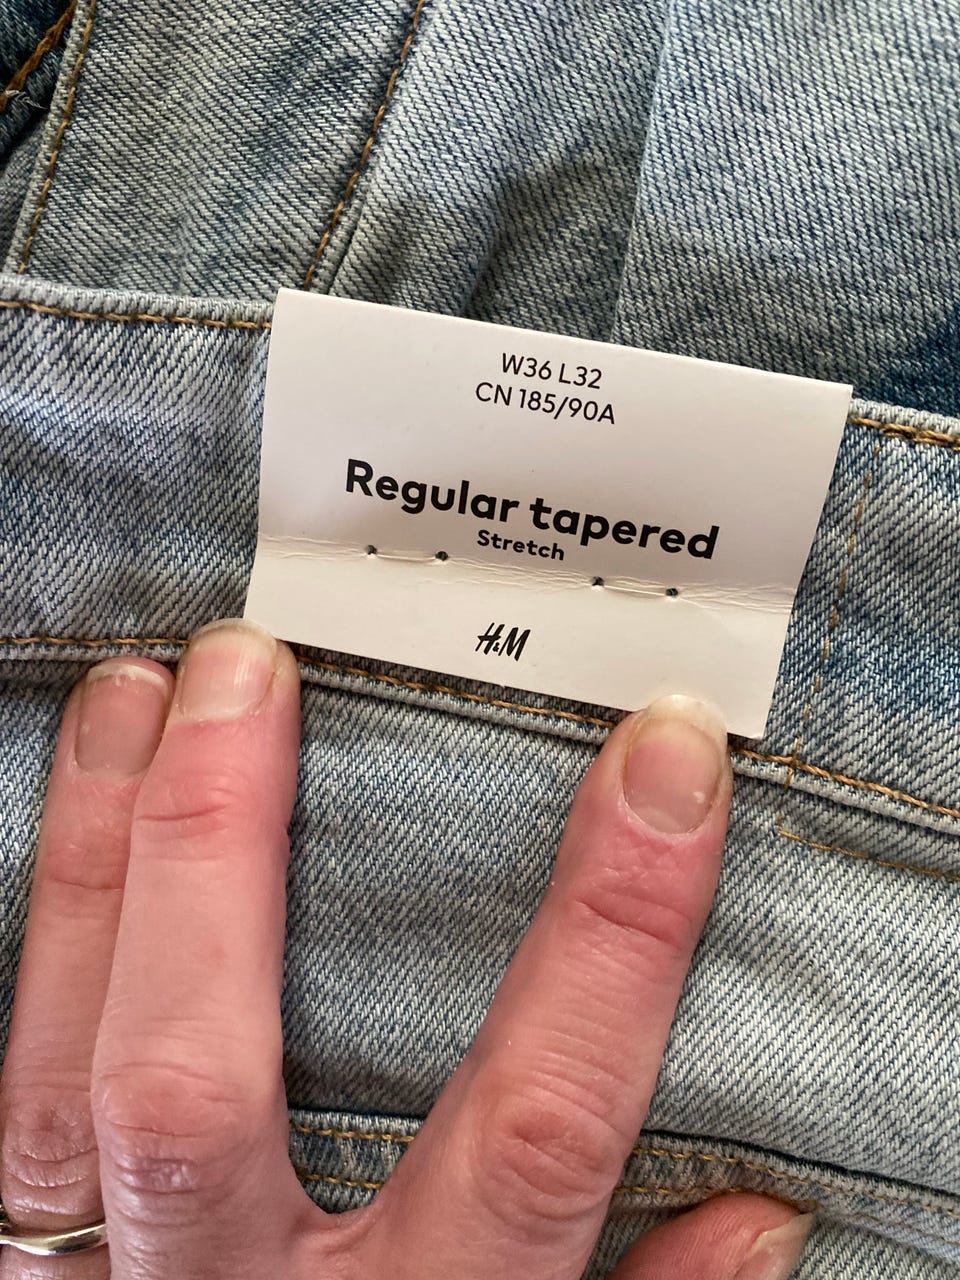 W36 L32
CN 185/90A
Regular tapered
Stretch
H&M